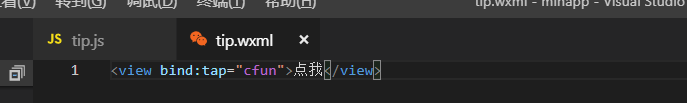 查看(V) 转到(G) 调试(D) 终端(T) 帮助(H) tip.wxml - minapp - Visual Studio
JS tip.js tip.wxml ×
1 <view bind:tap="cfun">点我</view>